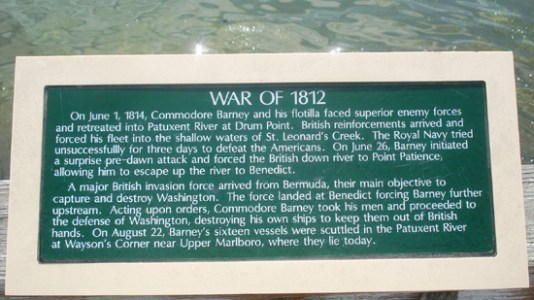 WAR OF 1812
On June 1, 1814, Commodore Barney and his flotilla faced superior enemy forces
and retreated into Patuxent River at Drum Point. British reinforcements arrived and
forced his fleet into the shallow waters of St. Leonard's Creek. The Royal Navy tried
unsuccessfullly for three days to defeat the Americans. On June 26, Barney initiated
a surprise pre-dawn attack and forced the British down river to Point Patience,
allowing him to escape up the river to Benedict.
A major British invasion force arrived from Bermuda, their main objective to
capture and destroy Washington. The force landed at Benedict forcing Barney further
upstream. Acting upon orders, Commodore Barney took his men and proceeded to
the defense of Washington, destroying his own ships to keep them out of British
hands. On August 22, Barney's sixteen vessels were scuttled in the Patuxent River
at Wayson's Corner near Upper Marlboro, where they lie today.